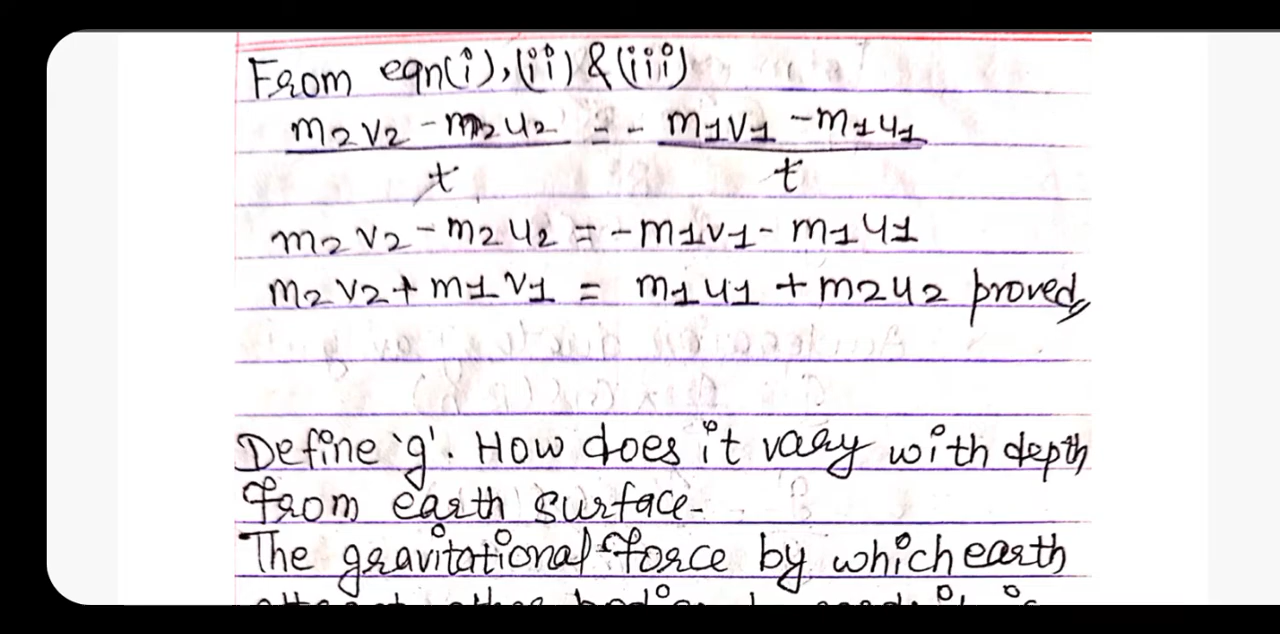 From eqn(i),(ii) & (iii)
m2v2 - m2u2 = - m1v1 - m1u1
t t
m2v2 - m2u2 = -m1v1 - m1u1
m2v2 + m1v1 = m1u1 + m2u2 proved,,
Define 'g'. How does it vary with depth
from earth surface-
The gravitational force by which earth